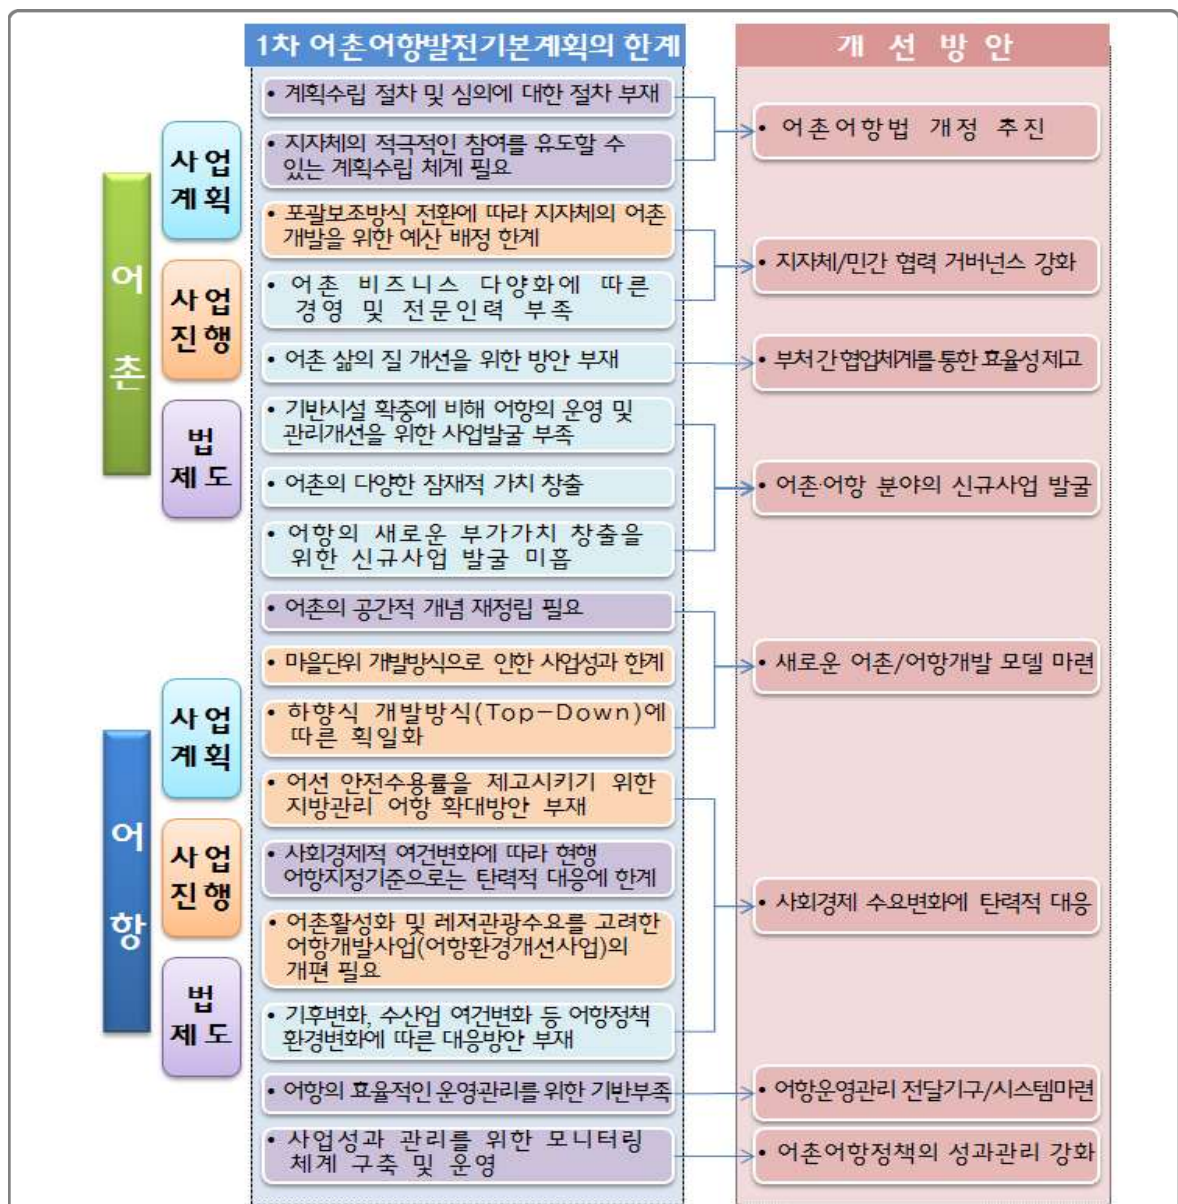 1차 어촌어항발전기본계획의 한계
개 선 방 안
어 촌
사업
계획
사업
진행
법
제도
• 계획수립 절차 및 심의에 대한 절차 부재
• 지자체의 적극적인 참여를 유도할 수
있는 계획수립 체계 필요
• 포괄보조방식 전환에 따라 지자체의 어촌
개발을 위한 예산 배정 한계
• 어촌 비즈니스 다양화에 따른
경영 및 전문인력 부족
• 어촌 삶의 질 개선을 위한 방안 부재
• 기반시설 확충에 비해 어항의 운영 및
관리개선을 위한 사업발굴 부족
• 어촌의 다양한 잠재적 가치 창출
• 어항의 새로운 부가가치 창출을
위한 신규사업 발굴 미흡
• 어촌의 공간적 개념 재정립 필요
어 항
사업
계획
사업
진행
법
제도
• 마을단위 개발방식으로 인한 사업성과 한계
• 하향식 개발방식(Top-Down)에
따른 획일화
• 어선 안전수용률을 제고시키기 위한
지방관리 어항 확대방안 부재
• 사회경제적 여건변화에 따라 현행
어항지정기준으로는 탄력적 대응에 한계
• 어촌활성화 및 레저관광수요를 고려한
어항개발사업(어항환경개선사업)의
개편 필요
• 기후변화, 수산업 여건변화 등 어항정책
환경변화에 따른 대응방안 부재
• 어항의 효율적인 운영관리를 위한 기반부족
• 사업성과 관리를 위한 모니터링
체계 구축 및 운영
• 어촌어항법 개정 추진
• 지자체/민간 협력 거버넌스 강화
• 부처 간 협업체계를 통한 효율성 제고
• 어촌·어항 분야의 신규사업 발굴
• 새로운 어촌/어항개발 모델 마련
• 사회경제 수요변화에 탄력적 대응
• 어항운영관리 전달기구/시스템마련
• 어촌어항정책의 성과관리 강화